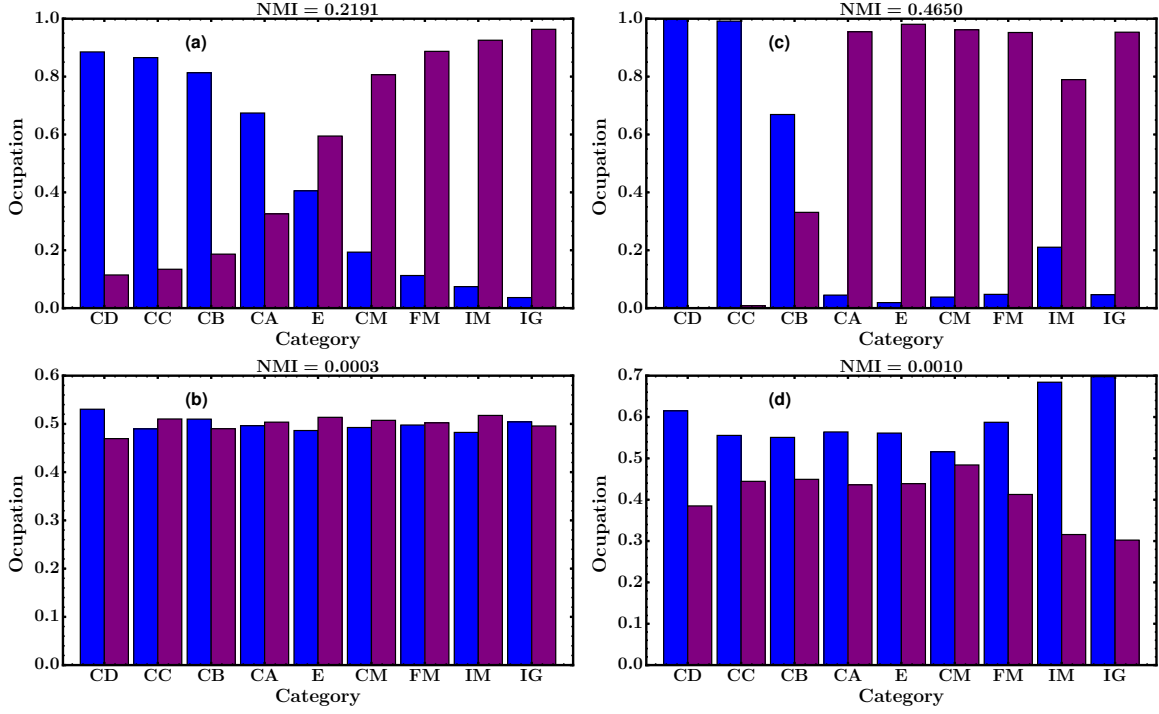 NMI = 0.2191
(a)
1.0
0.8
0.6
0.4
0.2
0.0
Ocupation
CD CC CB CA E CM FM IM IG
Category
NMI = 0.4650
(c)
1.0
0.8
0.6
0.4
0.2
0.0
Ocupation
CD CC CB CA E CM FM IM IG
Category
NMI = 0.0003
(b)
0.6
0.5
0.4
0.3
0.2
0.1
0.0
Ocupation
CD CC CB CA E CM FM IM IG
Category
NMI = 0.0010
(d)
0.7
0.6
0.5
0.4
0.3
0.2
0.1
0.0
Ocupation
CD CC CB CA E CM FM IM IG
Category